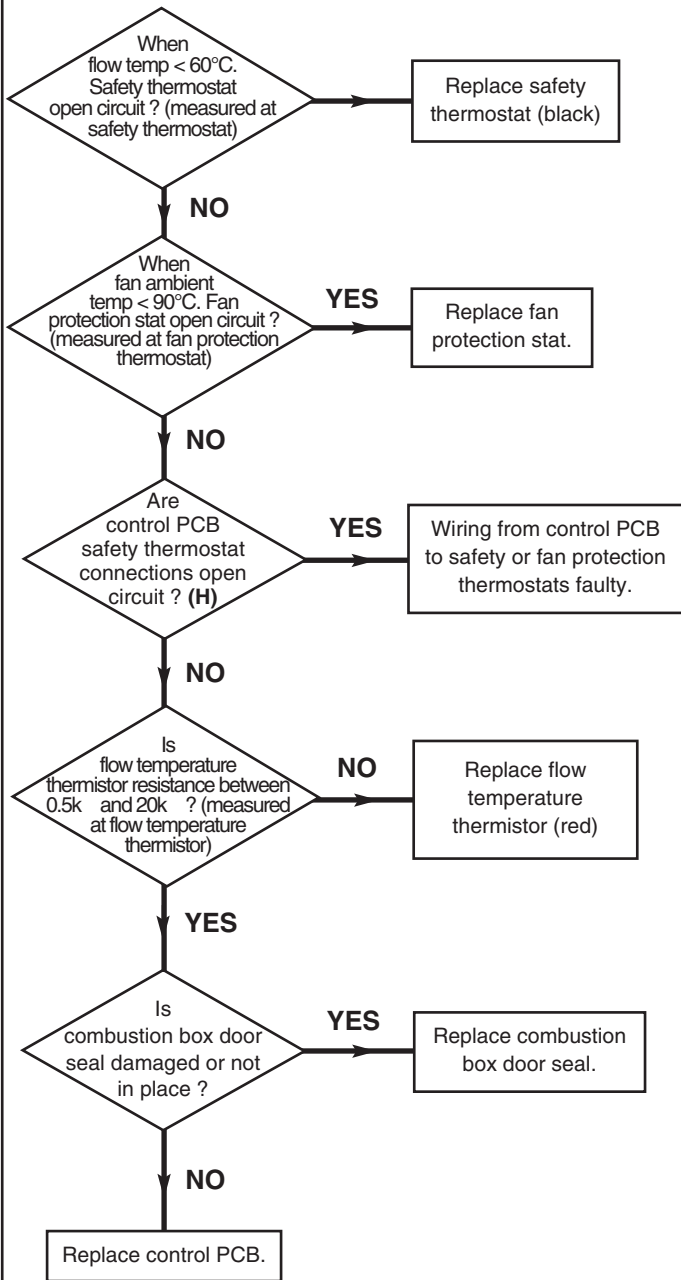 When
flow temp < 60°C.
Safety thermostat
open circuit ? (measured at
safety thermostat)
Replace safety
thermostat (black)
NO
When
fan ambient
temp < 90°C. Fan
protection stat open circuit ?
(measured at fan protection
thermostat)
YES
Replace fan
protection stat.
NO
Are
control PCB
safety thermostat
connections open
circuit ? (H)
YES
Wiring from control PCB
to safety or fan protection
thermostats faulty.
NO
Is
flow temperature
thermistor resistance between
0.5k and 20k ? (measured
at flow temperature
thermistor)
NO
Replace flow
temperature
thermistor (red)
YES
Is
combustion box door
seal damaged or not
in place ?
YES
Replace combustion
box door seal.
NO
Replace control PCB.